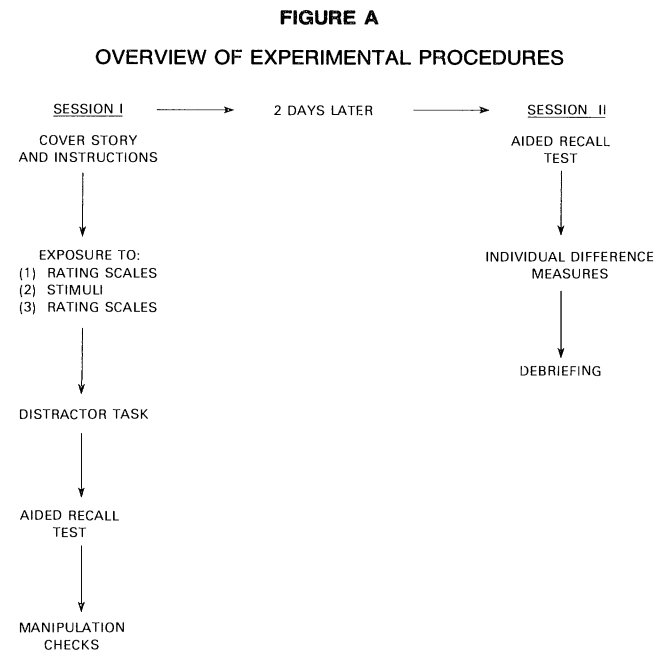 FIGURE A
OVERVIEW OF EXPERIMENTAL PROCEDURES
SESSION I
2 DAYS LATER
SESSION II
COVER STORY
AND INSTRUCTIONS
EXPOSURE TO:
(1) RATING SCALES
(2) STIMULI
(3) RATING SCALES
DISTRACTOR TASK
AIDED RECALL
TEST
MANIPULATION
CHECKS
AIDED RECALL
TEST
INDIVIDUAL DIFFERENCE
MEASURES
DEBRIEFING